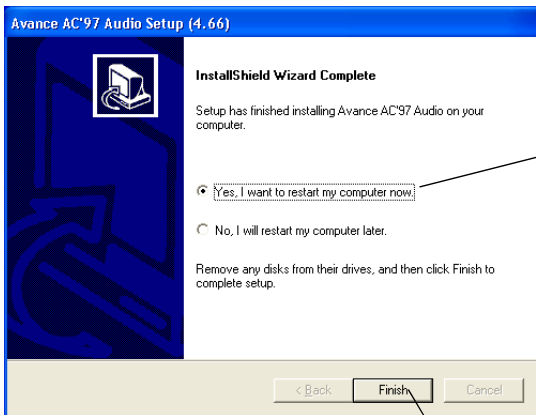 Avance AC'97 Audio Setup (4.66)
InstallShield Wizard Complete
Setup has finished installing Avance AC'97 Audio on your
computer.
Yes, I want to restart my computer now.
No, I will restart my computer later.
Remove any disks from their drives, and then click Finish to
complete setup.
< Back Finish Cancel